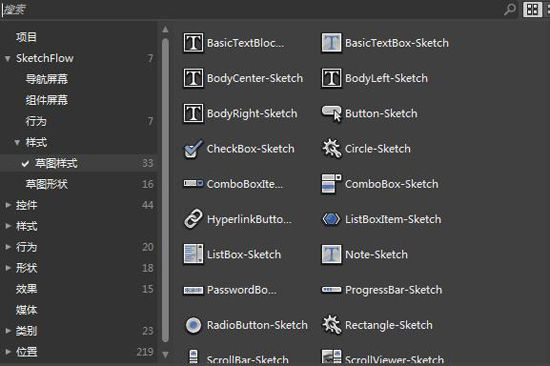 搜索
项目
SketchFlow 7
导航屏幕
组件屏幕
行为 7
样式
草图样式 33
草图形状 16
控件 44
样式
行为 20
形状 18
效果 15
媒体
类别 23
位置 219
BasicTextBloc... BasicTextBox-Sketch
BodyCenter-Sketch BodyLeft-Sketch
BodyRight-Sketch Button-Sketch
CheckBox-Sketch Circle-Sketch
ComboBoxIte... ComboBox-Sketch
HyperlinkButto... ListBoxItem-Sketch
ListBox-Sketch Note-Sketch
PasswordBo... ProgressBar-Sketch
RadioButton-Sketch Rectangle-Sketch
ScrollBar-Sketch ScrollViewer-Sketch